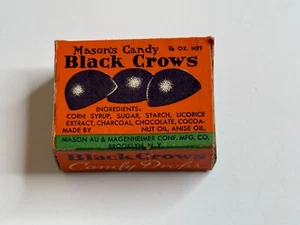 Mason's Candy ¾ OZ. NET
Black Crows
INGREDIENTS:
CORN SYRUP, SUGAR, STARCH, LICORICE
EXTRACT, CHARCOAL, CHOCOLATE, COCOA-
MADE BY NUT OIL, ANISE OIL.
MASON AU & MAGENHEIMER CONF. MFG. CO.
BROOKLYN, N. Y.
Black Crows
Candy Drops